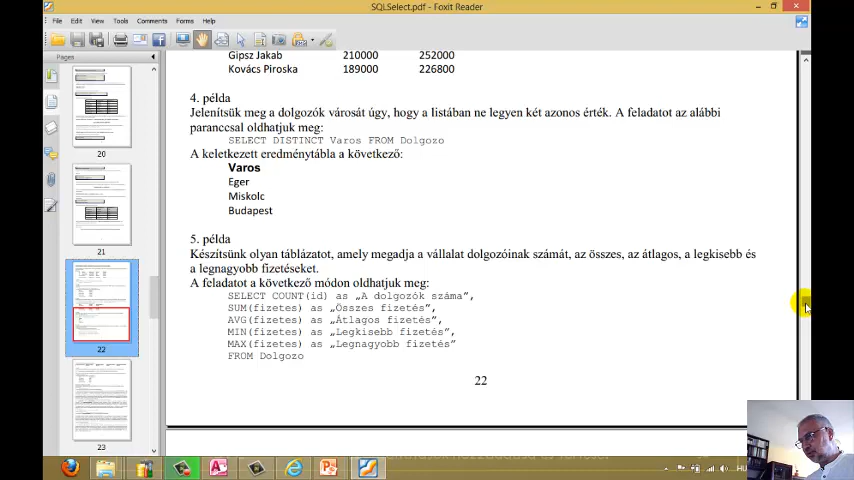 SQLSelect.pdf - Foxit Reader
File Edit View Tools Comments Forms Help
Pages
20
21
22
23
Gipsz Jakab 210000 252000
Kovács Piroska 189000 226800
4. példa
Jelenítsük meg a dolgozók városát úgy, hogy a listában ne legyen két azonos érték. A feladatot az alábbi
paranccsal oldhatjuk meg:
SELECT DISTINCT Varos FROM Dolgozo
A keletkezett eredménytábla a következő:
Varos
Eger
Miskolc
Budapest
5. példa
Készítsünk olyan táblázatot, amely megadja a vállalat dolgozóinak számát, az összes, az átlagos, a legkisebb és
a legnagyobb fizetéseket.
A feladatot a következő módon oldhatjuk meg:
SELECT COUNT(id) as „A dolgozók száma”,
SUM(fizetes) as „Összes fizetés”,
AVG(fizetes) as „Átlagos fizetés”,
MIN(fizetes) as „Legkisebb fizetés”,
MAX(fizetes) as „Legnagyobb fizetés”
FROM Dolgozo
22
HU